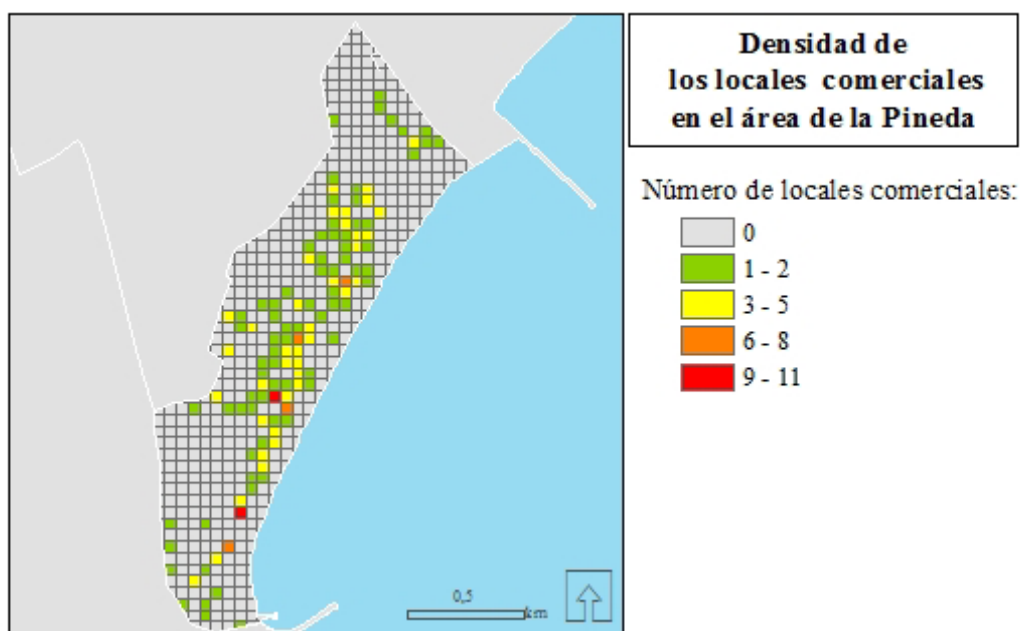 Densidad de
los locales comerciales
en el área de la Pineda
Número de locales comerciales:
0
1 - 2
3 - 5
6 - 8
9 - 11
0,5
km